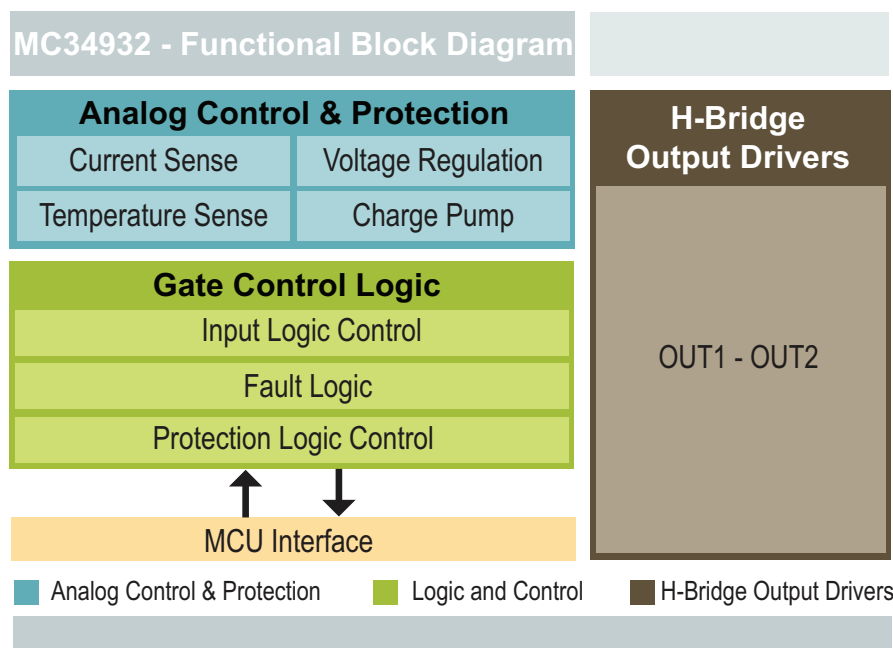 MC34932 - Functional Block Diagram
Analog Control & Protection
Current Sense
Voltage Regulation
Temperature Sense
Charge Pump
Gate Control Logic
Input Logic Control
Fault Logic
Protection Logic Control
MCU Interface
H-Bridge
Output Drivers
OUT1 - OUT2
Analog Control & Protection
Logic and Control
H-Bridge Output Drivers